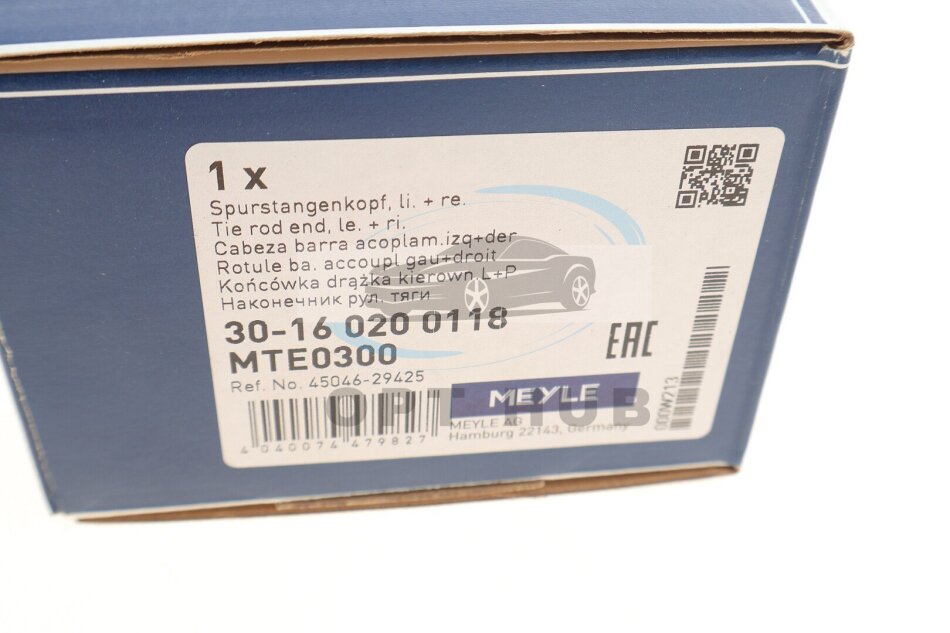 1 x
Spurstangenkopf, li. + re.
Tie rod end, le. + ri.
Cabeza barra acoplam.izq+der
Rotule ba. accoupl gau+droit
Końcówka drążka kierown L+P
Наконечник рул. тяги
30-16 020 0118
MTE0300
Ref. No. 45046-29425
4 040074 479827
EAC
MEYLE
MEYLE AG
Hamburg 22143, Germany
000W213
OPT HUB